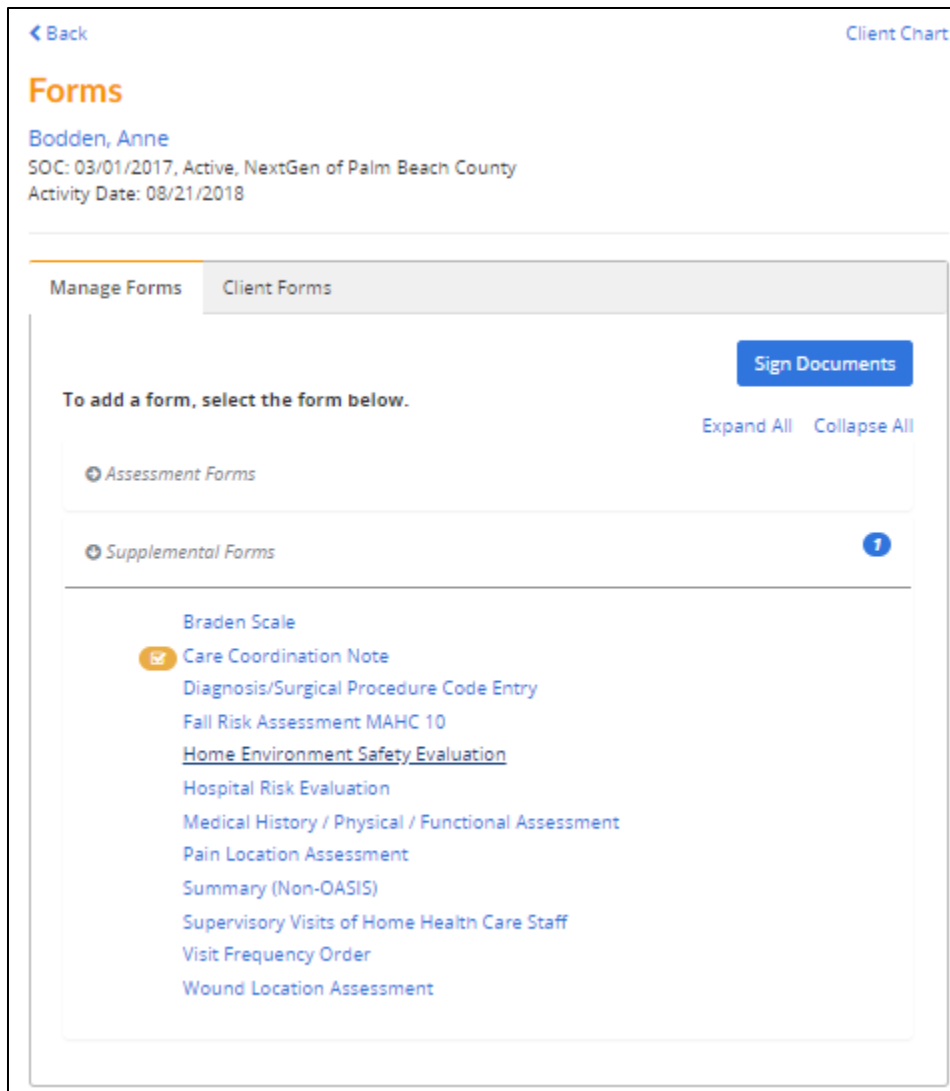 Back
Client Chart
Forms
Bodden, Anne
SOC: 03/01/2017, Active, NextGen of Palm Beach County
Activity Date: 08/21/2018
Manage Forms
Client Forms
Sign Documents
To add a form, select the form below.
Expand All
Collapse All
Assessment Forms
Supplemental Forms
1
Braden Scale
Care Coordination Note
Diagnosis/Surgical Procedure Code Entry
Fall Risk Assessment MAHC 10
Home Environment Safety Evaluation
Hospital Risk Evaluation
Medical History / Physical / Functional Assessment
Pain Location Assessment
Summary (Non-OASIS)
Supervisory Visits of Home Health Care Staff
Visit Frequency Order
Wound Location Assessment